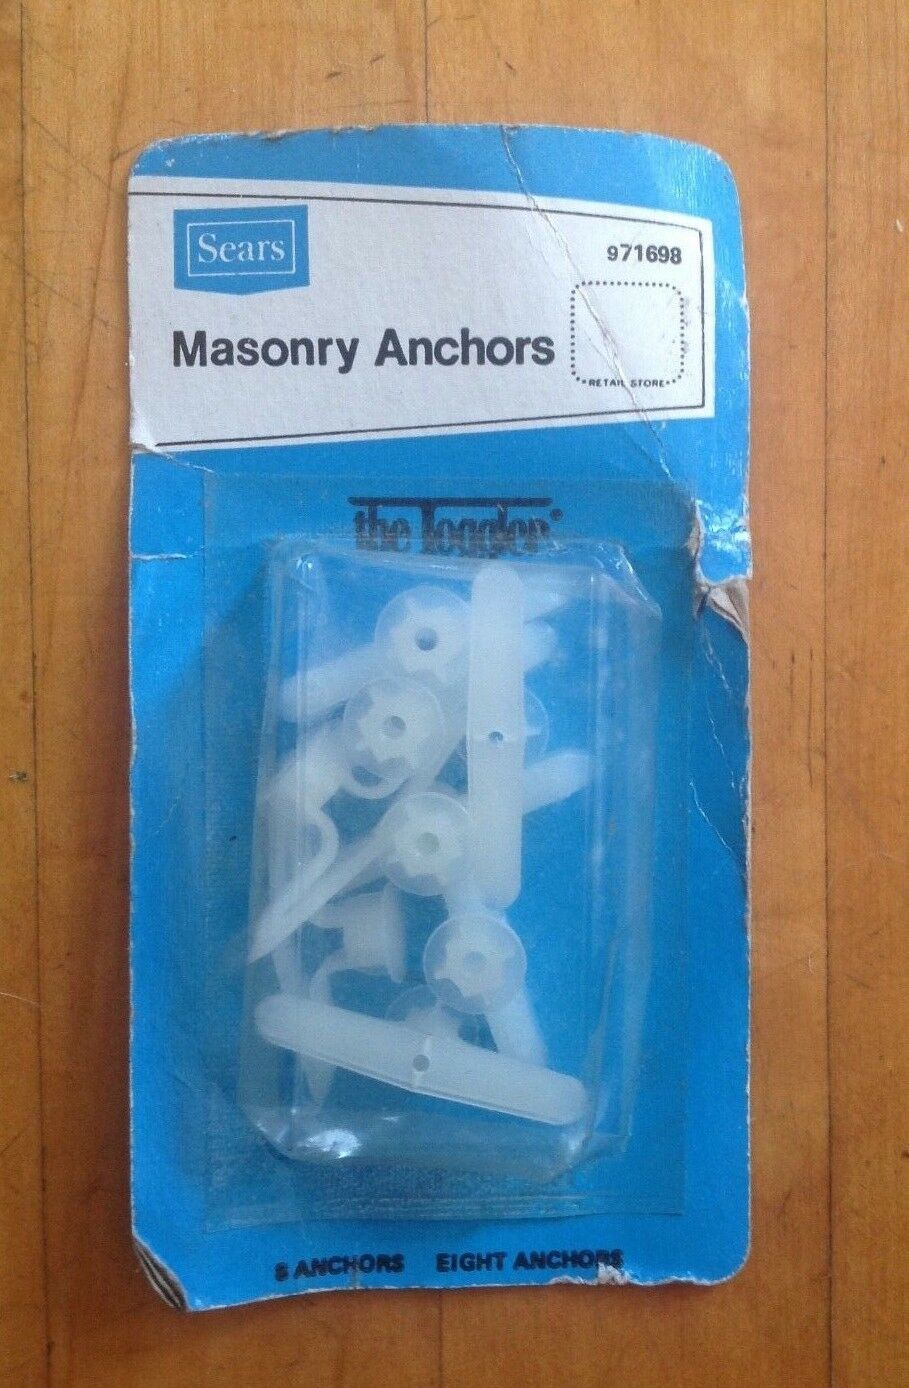 Sears
971698
Masonry Anchors
RETAIL STORE
the Toggler®
8 ANCHORS EIGHT ANCHORS